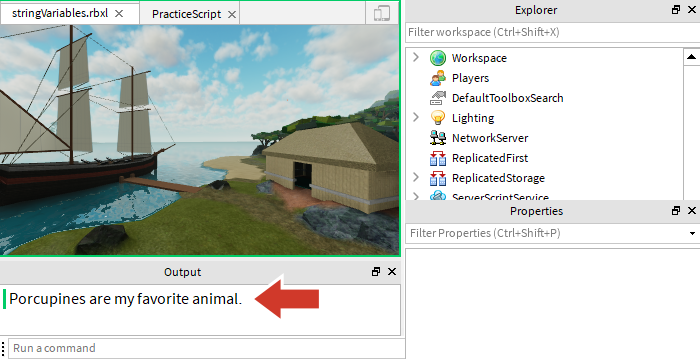 stringVariables.rbxl
PracticeScript
Output
Porcupines are my favorite animal.
Run a command
Explorer
Filter workspace (Ctrl+Shift+X)
Workspace
Players
DefaultToolboxSearch
Lighting
NetworkServer
ReplicatedFirst
ReplicatedStorage
ServerScriptService
Properties
Filter Properties (Ctrl+Shift+P)